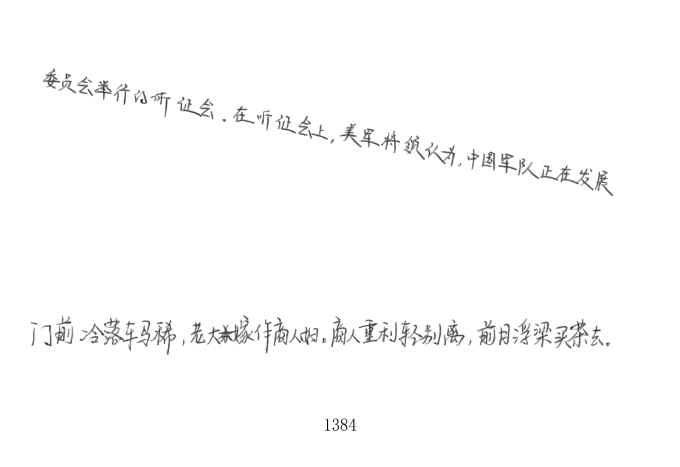 委员会举行的听证会。在听证会上,美军将领认为,中国军队正在发展
门前冷落车马稀,老大嫁作商人妇。商人重利轻别离,前月浮梁买茶去。
1384